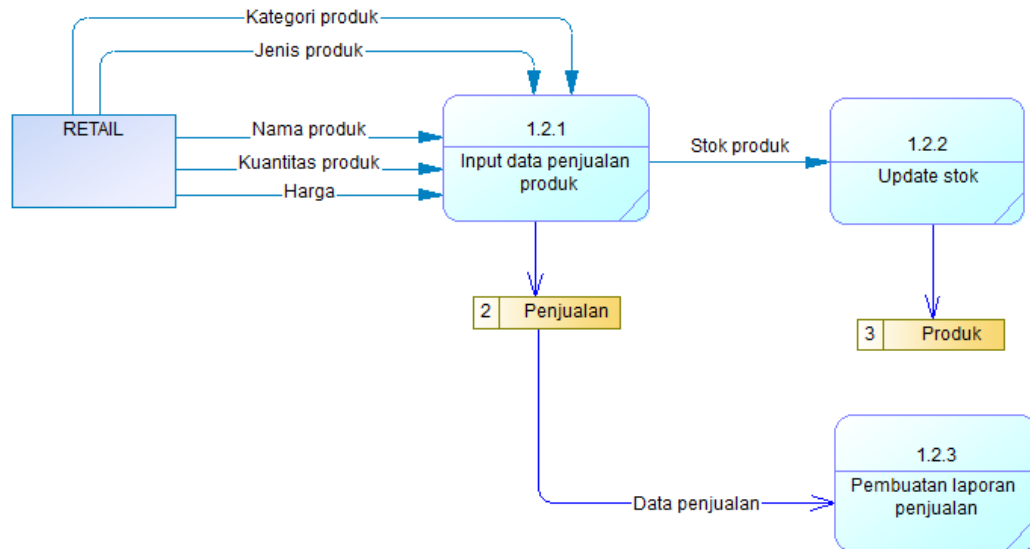 Kategori produk
Jenis produk
RETAIL
Nama produk
Kuantitas produk
Harga
1.2.1
Input data penjualan
produk
Stok produk
1.2.2
Update stok
2 Penjualan
3 Produk
1.2.3
Pembuatan laporan
penjualan
Data penjualan